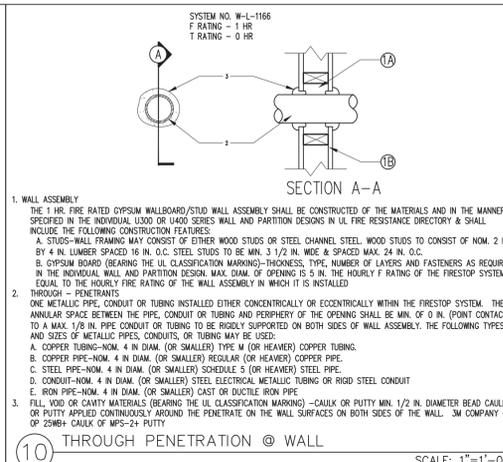 SYSTEM NO. W-L-1166
F RATING - 1 HR
T RATING - 0 HR
A
1A
3
2
1B
SECTION A-A
1. WALL ASSEMBLY
THE 1 HR. FIRE RATED GYPSUM WALLBOARD/STUD WALL ASSEMBLY SHALL BE CONSTRUCTED OF THE MATERIALS AND IN THE MANNER
SPECIFIED IN THE INDIVIDUAL U300 OR U400 SERIES WALL AND PARTITION DESIGNS IN UL FIRE RESISTANCE DIRECTORY & SHALL
INCLUDE THE FOLLOWING CONSTRUCTION FEATURES:
A. STUDS-WALL FRAMING MAY CONSIST OF EITHER WOOD STUDS OR STEEL CHANNEL STEEL. WOOD STUDS TO CONSIST OF NOM. 2
BY 4 IN. LUMBER SPACED 16 IN. O.C. STEEL STUDS TO BE MIN. 3 1/2 IN. WIDE & SPACED MAX. 24 IN. O.C.
B. GYPSUM BOARD (BEARING THE UL CLASSIFICATION MARKING)-THICKNESS, TYPE, NUMBER OF LAYERS AND FASTENERS AS REQUIR
IN THE INDIVIDUAL WALL AND PARTITION DESIGN. MAX. DIAM. OF OPENING IS 5 IN. THE HOURLY F RATING OF THE FIRESTOP SYSTEM
EQUAL TO THE HOURLY FIRE RATING OF THE WALL ASSEMBLY IN WHICH IT IS INSTALLED
2. THROUGH - PENETRANTS
ONE METALLIC PIPE, CONDUIT OR TUBING INSTALLED EITHER CONCENTRICALLY OR ECCENTRICALLY WITHIN THE FIRESTOP SYSTEM. THE
ANNULAR SPACE BETWEEN THE PIPE, CONDUIT OR TUBING AND PERIPHERY OF THE OPENING SHALL BE MIN. OF 0 IN. (POINT CONTAC
TO A MAX. 1/8 IN. PIPE CONDUIT OR TUBING TO BE RIGIDLY SUPPORTED ON BOTH SIDES OF WALL ASSEMBLY. THE FOLLOWING TYPES
AND SIZES OF METALLIC PIPES, CONDUITS, OR TUBING MAY BE USED:
A. COPPER TUBING-NOM. 4 IN DIAM. (OR SMALLER) TYPE M (OR HEAVIER) COPPER TUBING.
B. COPPER PIPE-NOM. 4 IN DIAM. (OR SMALLER) REGULAR (OR HEAVIER) COPPER PIPE.
C. STEEL PIPE-NOM. 4 IN DIAM. (OR SMALLER) SCHEDULE 5 (OR HEAVIER) STEEL PIPE.
D. CONDUIT-NOM. 4 IN DIAM. (OR SMALLER) STEEL ELECTRICAL METALLIC TUBING OR RIGID STEEL CONDUIT
E. IRON PIPE-NOM. 4 IN DIAM. (OR SMALLER) CAST OR DUCTILE IRON PIPE
3. FILL, VOID OR CAVITY MATERIALS (BEARING THE UL CLASSIFICATION MARKING) -CAULK OR PUTTY MIN. 1/2 IN. DIAMETER BEAD CAUL
OR PUTTY APPLIED CONTINUOUSLY AROUND THE PENETRATE ON THE WALL SURFACES ON BOTH SIDES OF THE WALL. 3M COMPANY -
OP 25WB+ CAULK OF MPS-2+ PUTTY
10 THROUGH PENETRATION @ WALL
SCALE: 1"=1'-0